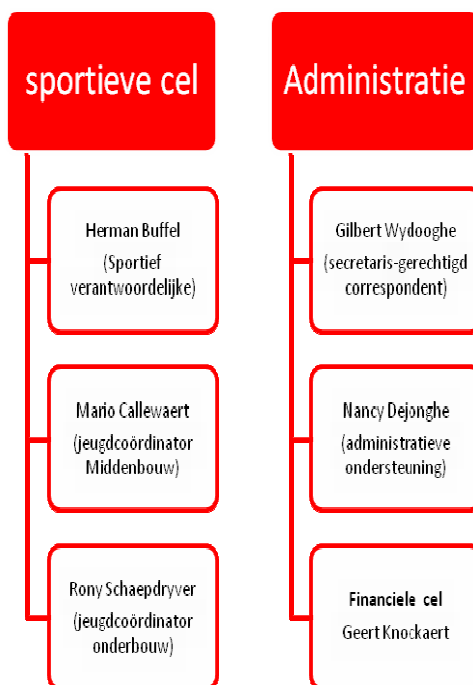 sportieve cel
Herman Buffel
(Sportief
verantwoordelijke)
Mario Callewaert
(jeugdcoördinator
Middenbouw)
Rony Schaepdryver
(jeugdcoördinator
onderbouw)
Administratie
Gilbert Wydooghe
(secretaris-gerechtigd
correspondent)
Nancy Dejonghe
(administratieve
ondersteuning)
Financiele cel
Geert Knockaert